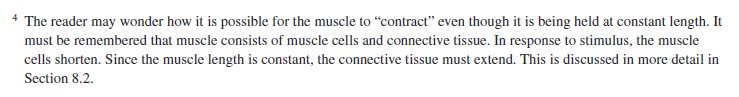 4 The reader may wonder how it is possible for the muscle to “contract” even though it is being held at constant length. It
must be remembered that muscle consists of muscle cells and connective tissue. In response to stimulus, the muscle
cells shorten. Since the muscle length is constant, the connective tissue must extend. This is discussed in more detail in
Section 8.2.